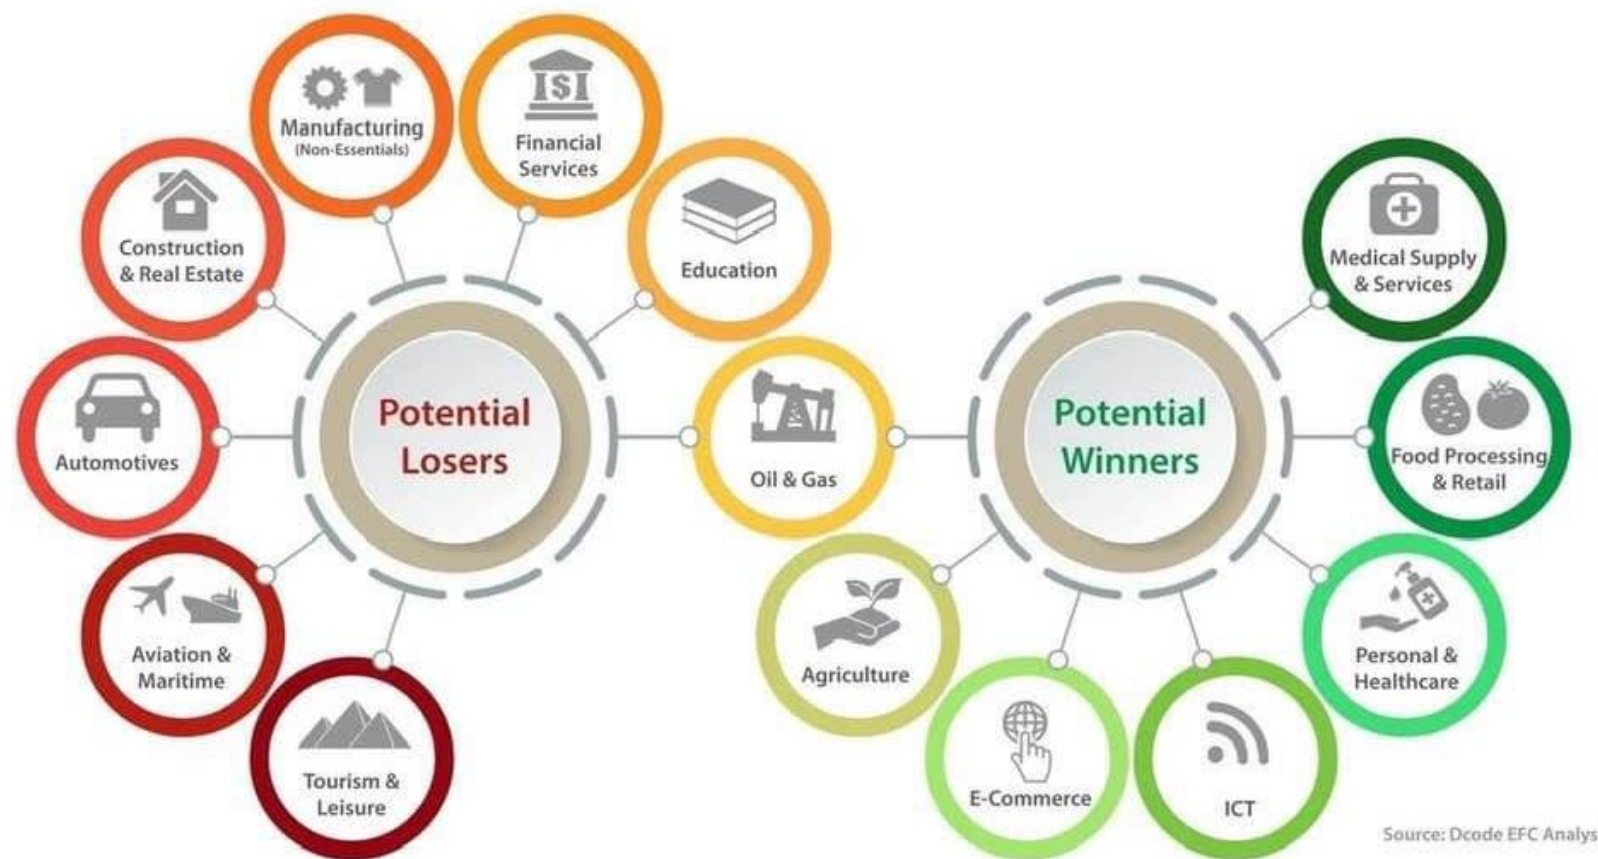 Manufacturing
(Non-Essentials)
$
Financial
Services
Construction
& Real Estate
Education
Automotives
Potential
Losers
Oil & Gas
Aviation &
Maritime
Tourism &
Leisure
Potential
Winners
Medical Supply
& Services
Food Processing
& Retail
Personal &
Healthcare
ICT
E-Commerce
Agriculture
Source: Dcode EFC Analys